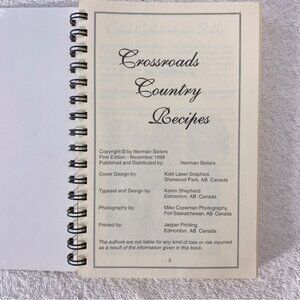 Crossroads
Country
Recipes
Copyright © by Itterman Sisters
First Edition - November 1998
Published and Distributed by: Itterman Sisters
Cover Design by: Klatt Laser Graphics
Sherwood Park, AB Canada
Typeset and Design by: Karen Shepherd
Edmonton, AB Canada
Photography by: Mike Copeman Photography
Fort Saskatchewan, AB Canada
Printed by: Jasper Printing
Edmonton, AB Canada
The authors are not liable for any kind of loss or risk incurred
as a result of the information given in this book.
2